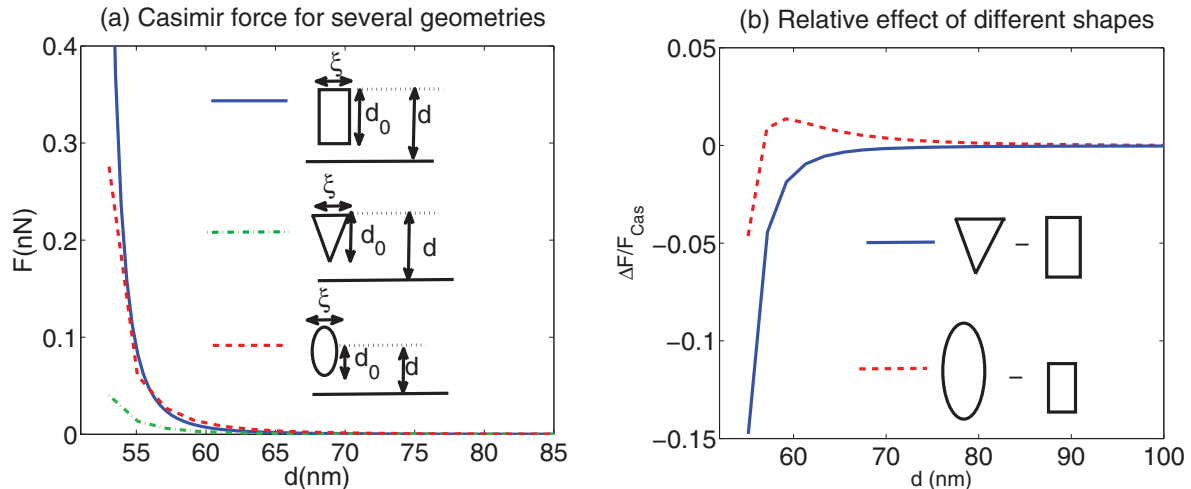 (a) Casimir force for several geometries
F(nN)
0.4
0.3
0.2
0.1
0
55
60
65
70
75
80
85
d(nm)
ξ
d0
d
ξ
d0
d
ξ
d0
d
(b) Relative effect of different shapes
ΔF/FCas
0.05
0
−0.05
−0.1
−0.15
60
70
80
90
100
d (nm)
−
−